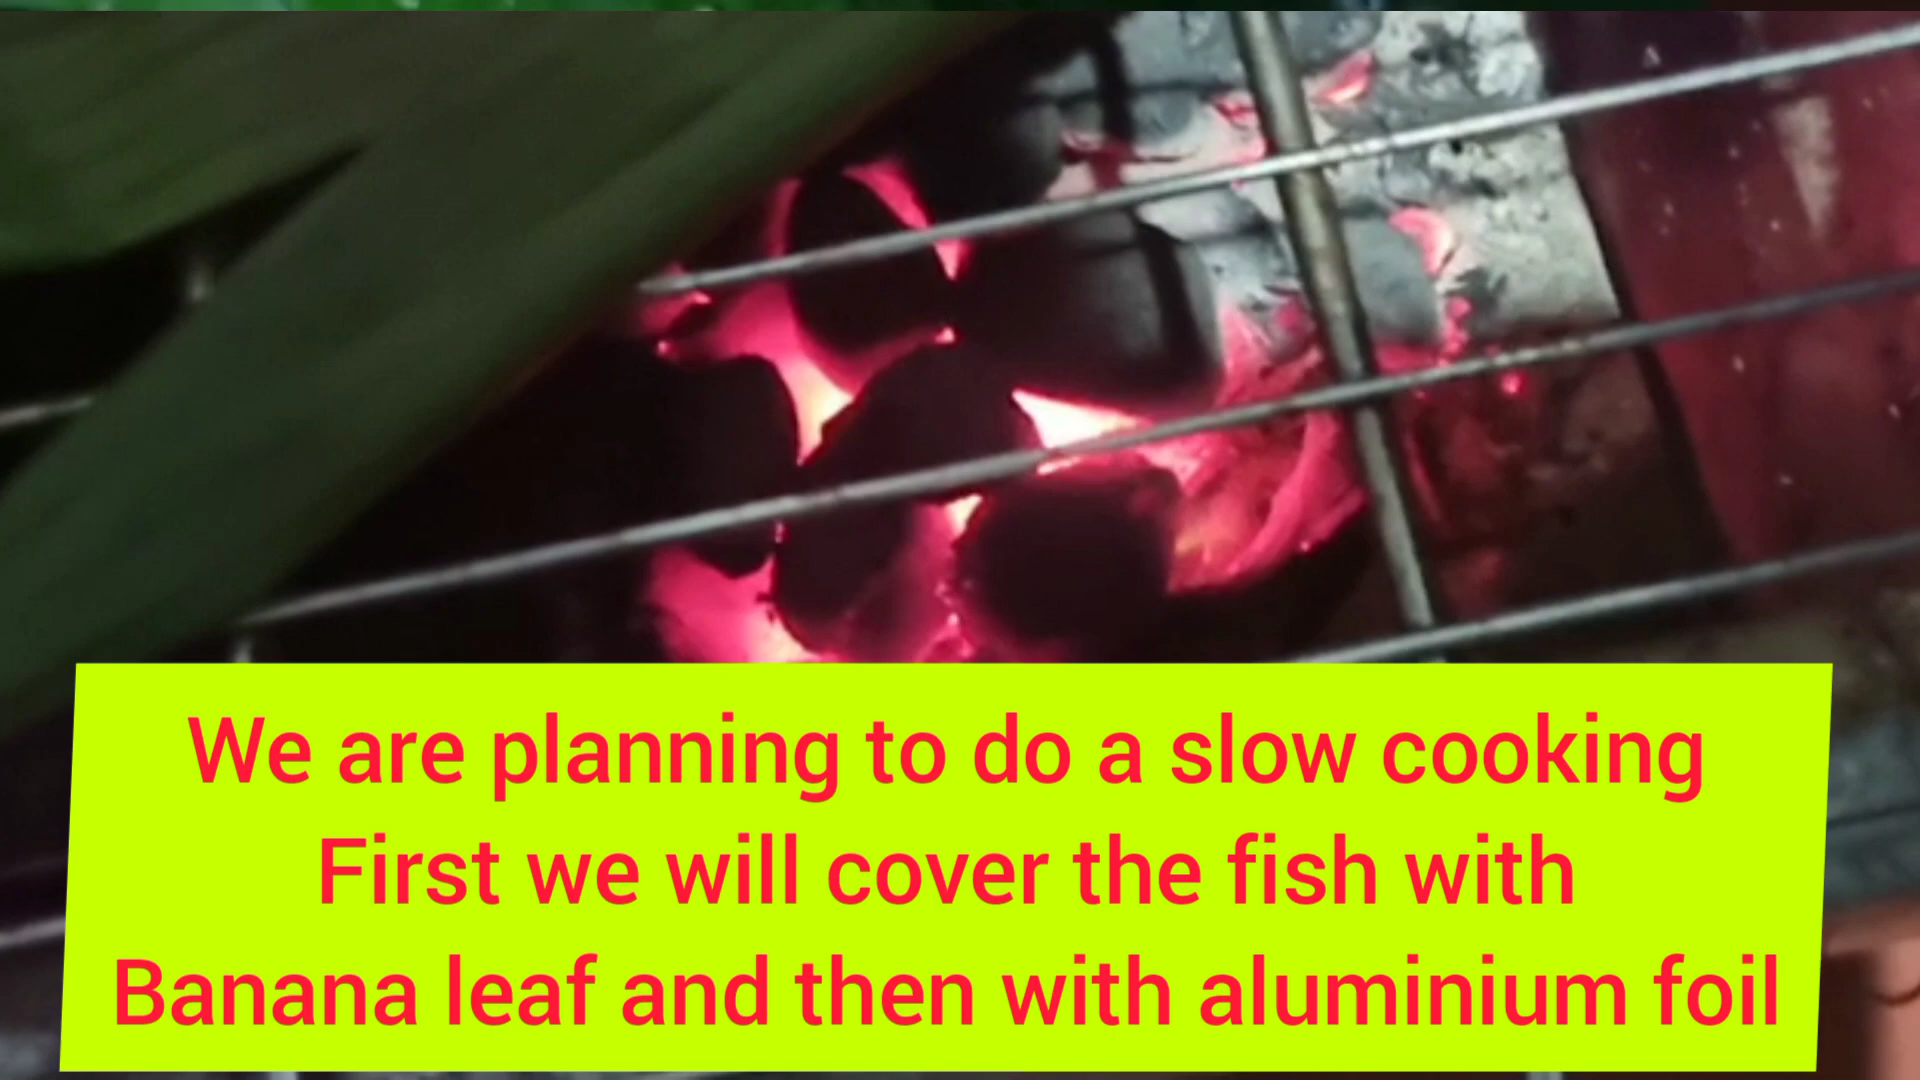 We are planning to do a slow cooking
First we will cover the fish with
Banana leaf and then with aluminium foil